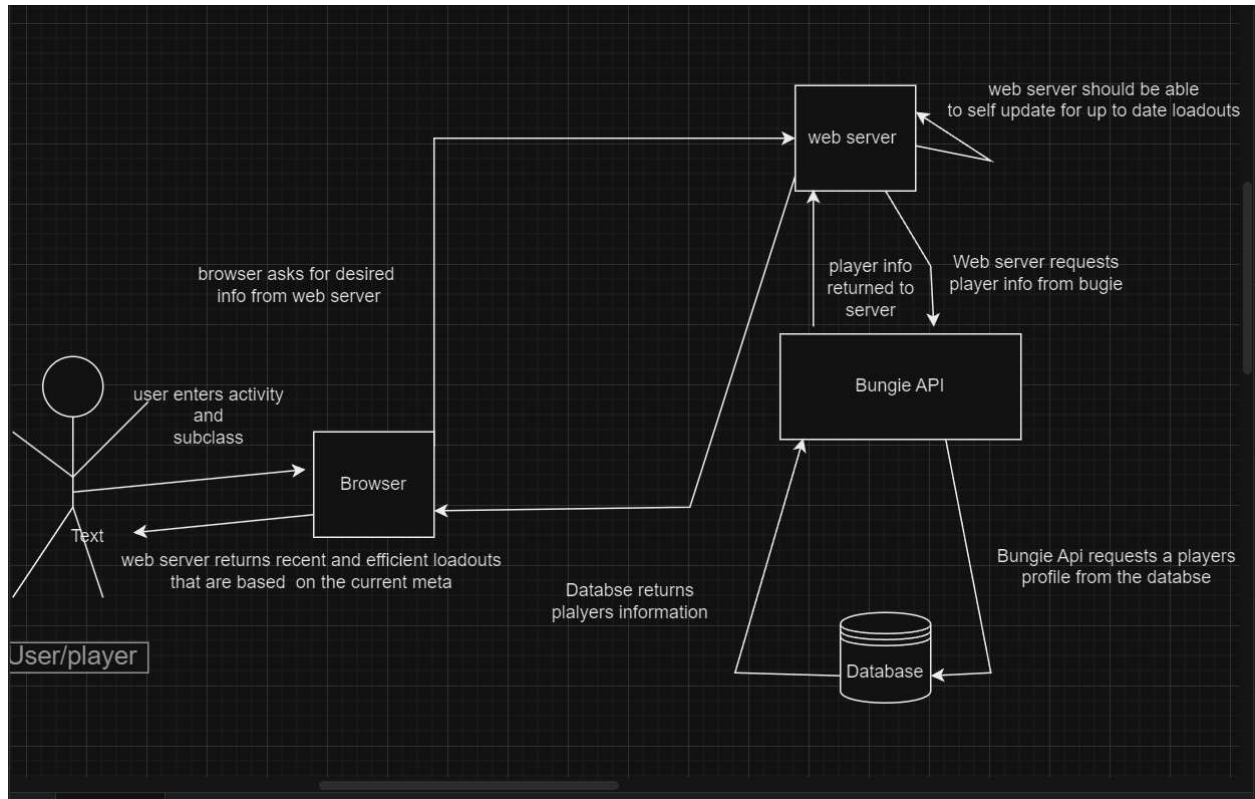 web server should be able
to self update for up to date loadouts
web server
browser asks for desired
info from web server
player info
returned to
server
Web server requests
player info from bugie
Bungie API
user enters activity
and
subclass
Browser
Text
web server returns recent and efficient loadouts
that are based on the current meta
Databse returns
plalyers information
Bungie Api requests a players
profile from the databse
Database
User/player